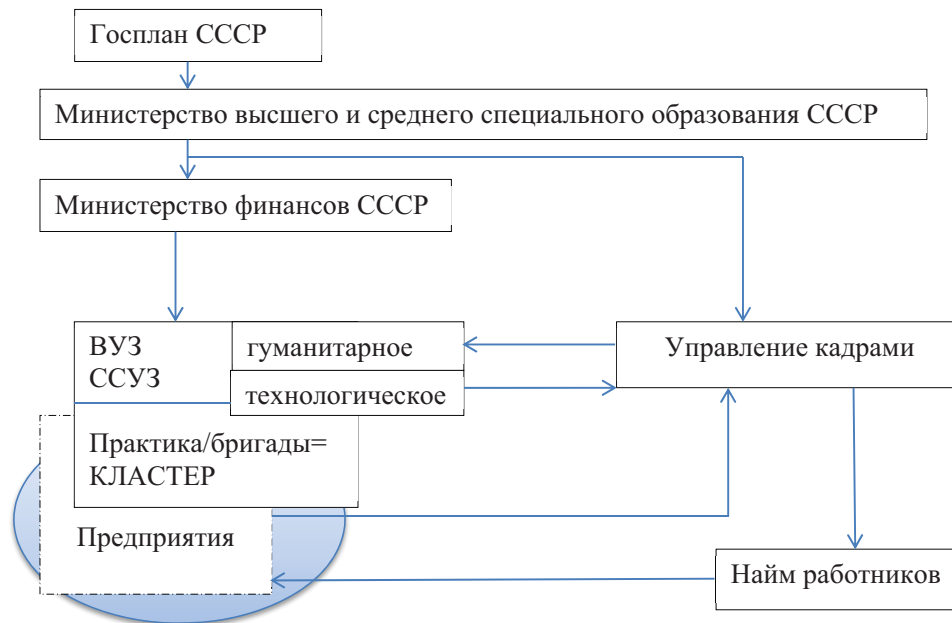 Госплан СССР
Министерство высшего и среднего специального образования СССР
Министерство финансов СССР
ВУЗ
ССУЗ
гуманитарное
технологическое
Управление кадрами
Практика/бригады=
КЛАСТЕР
Предприятия
Найм работников